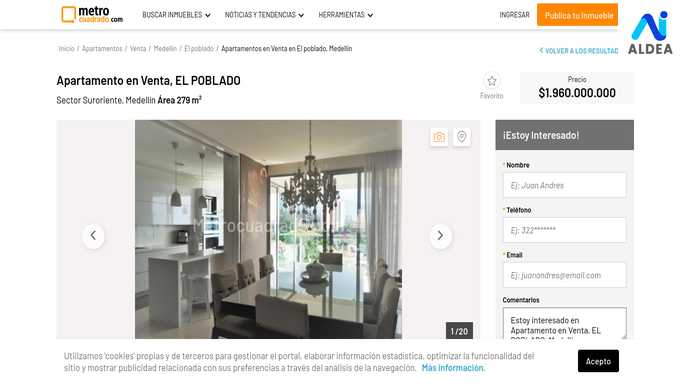 metro
cuadrado.com
BUSCAR INMUEBLES
NOTICIAS Y TENDENCIAS
HERRAMIENTAS
INGRESAR
Publica tu Inmueble
ALDEA
Inicio / Apartamentos / Venta / Medellín / El poblado / Apartamentos en Venta en El poblado, Medellín
VOLVER A LOS RESULTAD
Apartamento en Venta, EL POBLADO
Sector Suroriente, Medellín Área 279 m²
Favorito
Precio
$1.960.000.000
Metrocuadrado.com
1/20
¡Estoy Interesado!
* Nombre
Ej: Juan Andres
* Teléfono
Ej: 322*******
* Email
Ej: juanandres@email.com
Comentarios
Estoy interesado en
Apartamento en Venta, EL
POBLADO, Medellín
Utilizamos 'cookies' propias y de terceros para gestionar el portal, elaborar información estadística, optimizar la funcionalidad del
sitio y mostrar publicidad relacionada con sus preferencias a través del análisis de la navegación. Más información.
Acepto